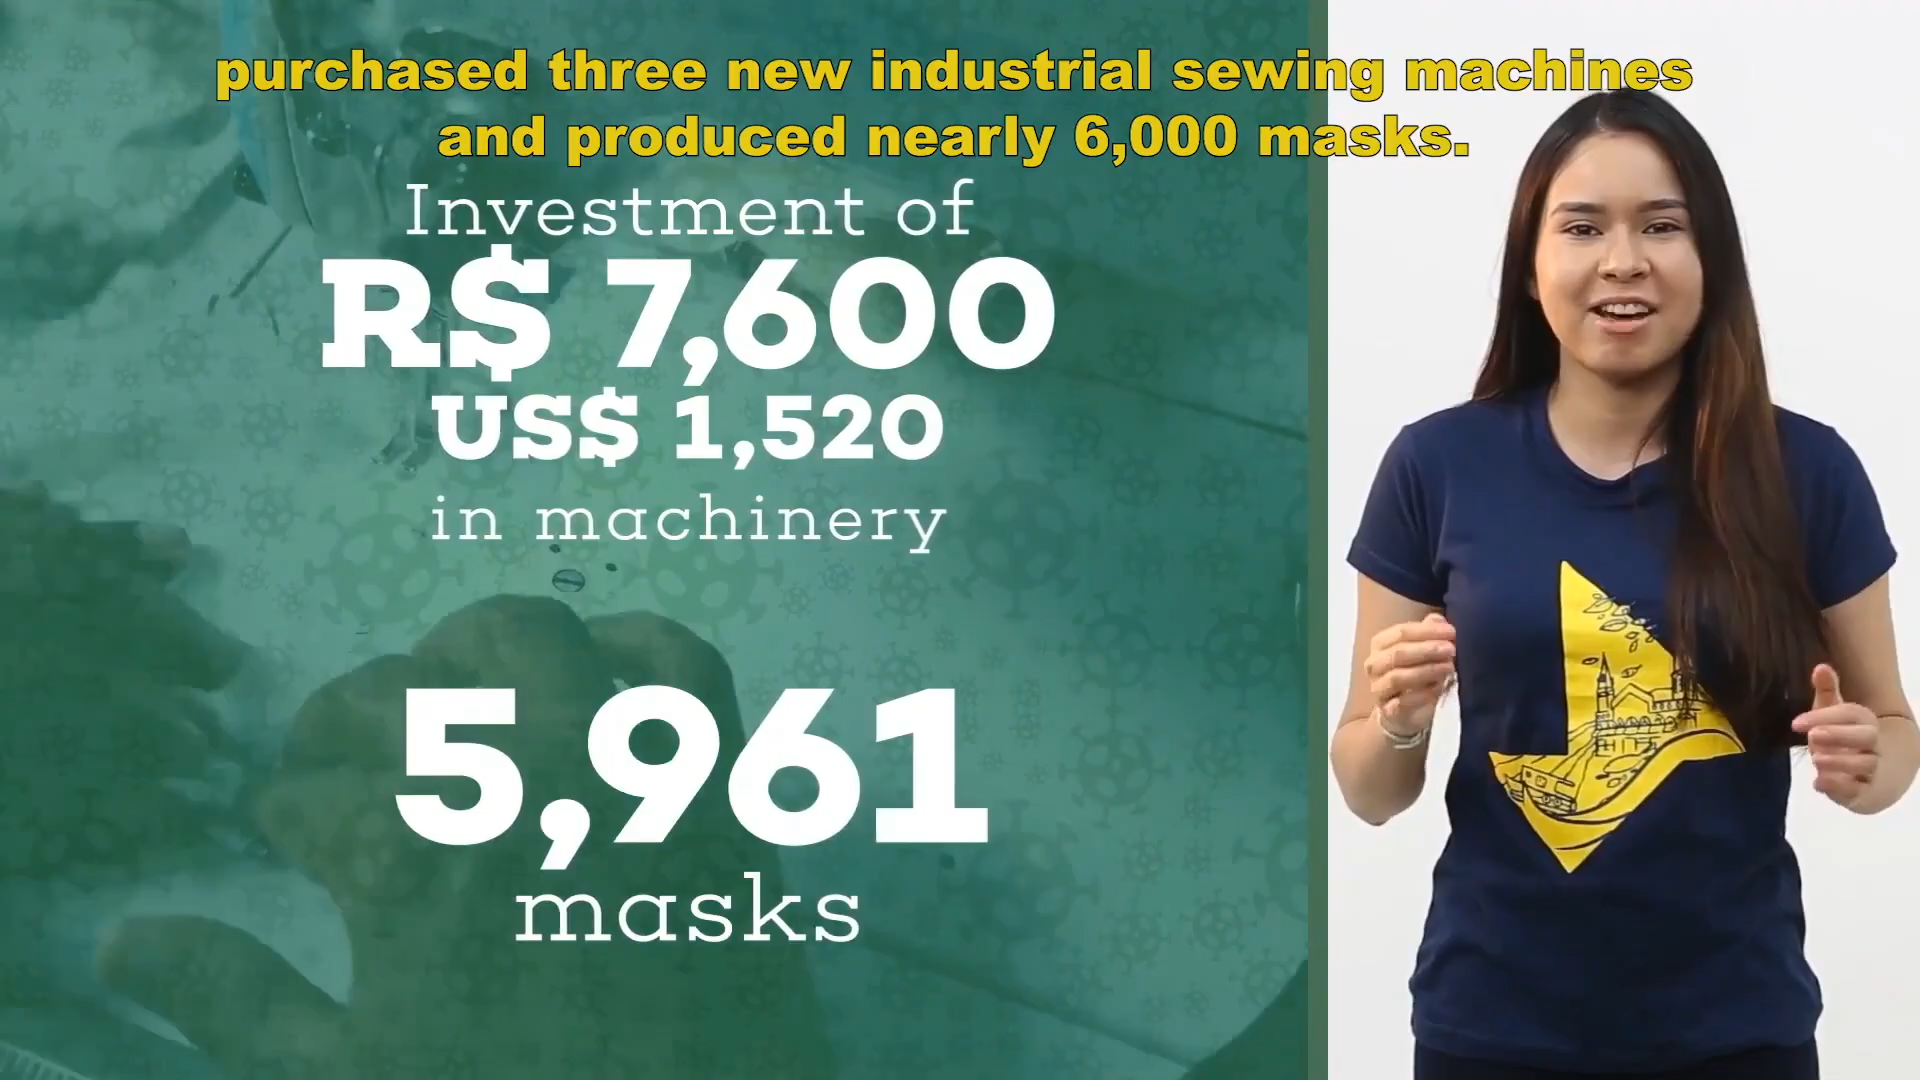 purchased three new industrial sewing machines
and produced nearly 6,000 masks.
Investment of
R$ 7,600
US$ 1,520
in machinery
5,961
masks